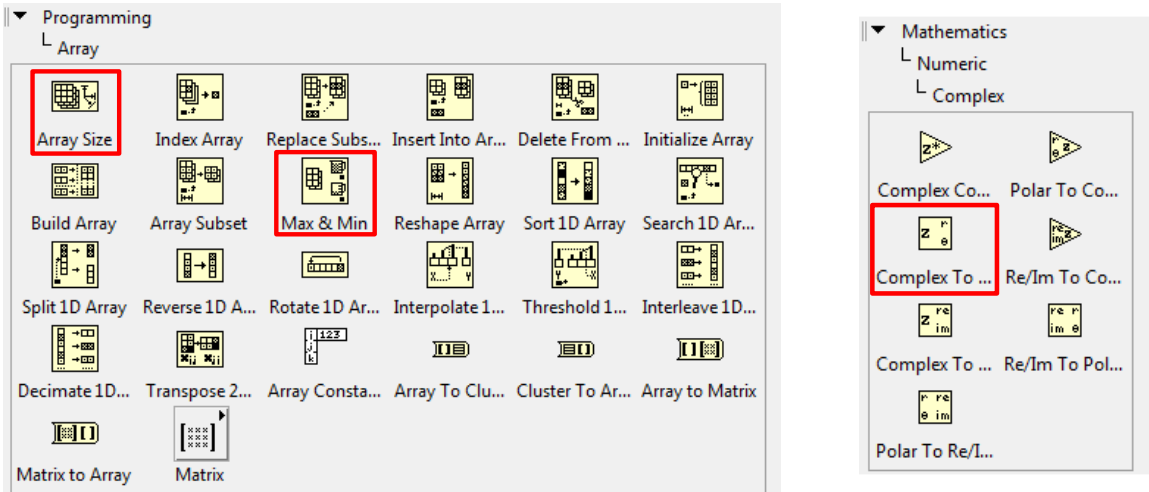 Programming
Array
Array Size Index Array Replace Subs... Insert Into Ar... Delete From ... Initialize Array
Build Array Array Subset Max & Min Reshape Array Sort 1D Array Search 1D Ar...
Split 1D Array Reverse 1D A... Rotate 1D Ar... Interpolate 1... Threshold 1... Interleave 1D...
Decimate 1D... Transpose 2... Array Consta... Array To Clu... Cluster To Ar... Array to Matrix
Matrix to Array Matrix
Mathematics
Numeric
Complex
Complex Co... Polar To Co...
Complex To ... Re/Im To Co...
Complex To ... Re/Im To Pol...
Polar To Re/I...